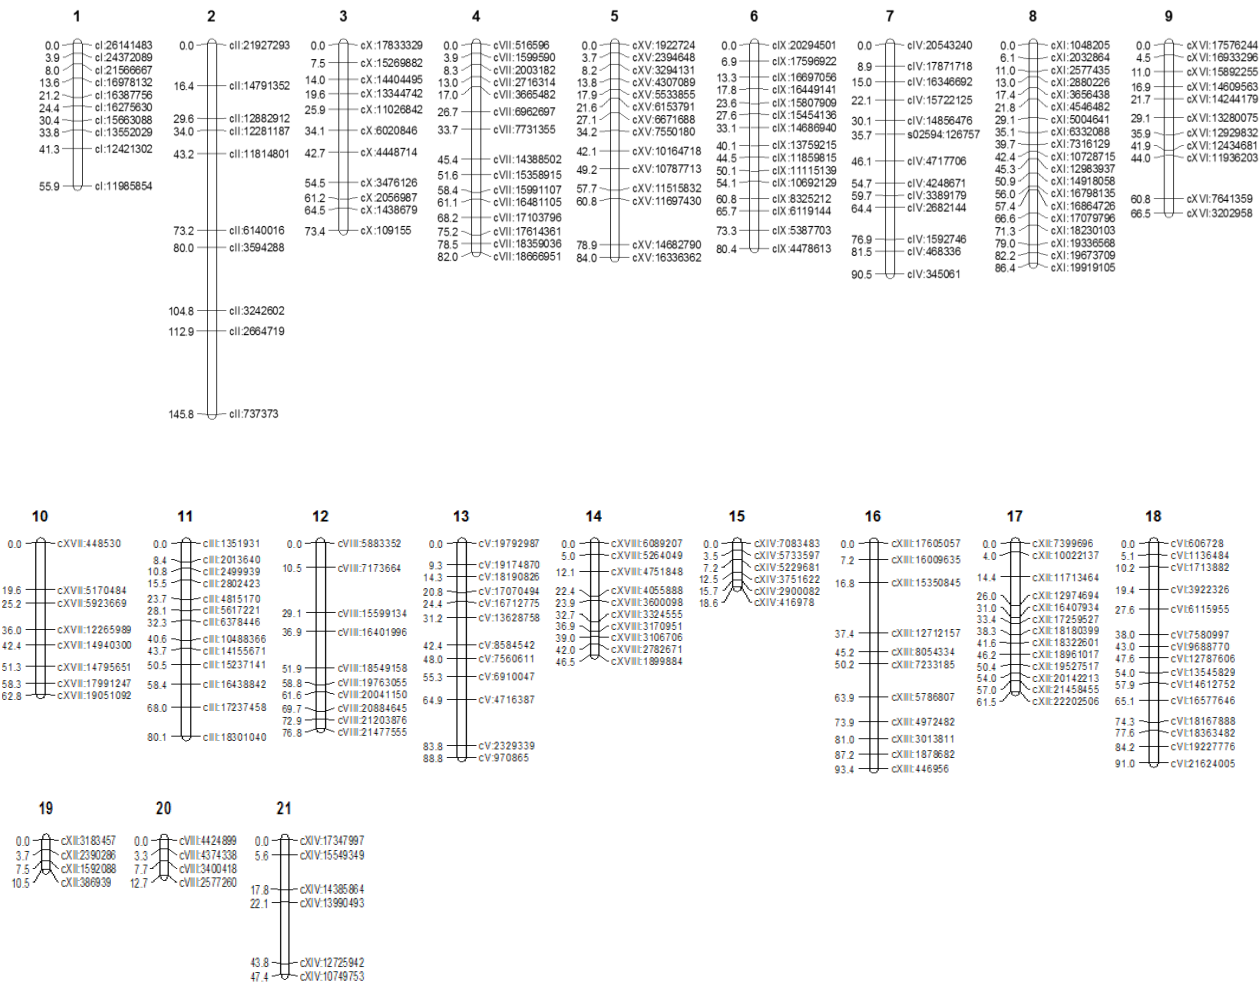 1
0.0 cI:26141483
3.9 cI:24372089
8.0 cI:21566667
13.6 cI:16978132
21.2 cI:16387756
24.4 cI:16275630
30.4 cI:15663088
33.8 cI:13552029
41.3 cI:12421302
55.9 cI:11985854
2
0.0 cII:21927293
16.4 cII:14791352
29.6 cII:12882912
34.0 cII:12281187
43.2 cII:11814801
73.2 cII:6140016
80.0 cII:3594288
104.8 cII:3242602
112.9 cII:2664719
145.8 cII:737373
3
0.0 cX:17833329
7.5 cX:15269882
14.0 cX:14404495
19.6 cX:13344742
25.9 cX:11026842
34.1 cX:6020846
42.7 cX:4448714
54.5 cX:3476126
61.2 cX:2056987
64.5 cX:1438679
73.4 cX:109155
4
0.0 cVII:516596
3.9 cVII:1599590
8.3 cVII:2003182
13.0 cVII:2716314
17.0 cVII:3665482
26.7 cVII:6962697
33.7 cVII:7731355
45.4 cVII:14388502
51.6 cVII:15358915
58.4 cVII:15991107
61.1 cVII:16481105
68.2 cVII:17103796
75.2 cVII:17614361
78.5 cVII:18359036
82.0 cVII:18666951
5
0.0 cXV:1922724
3.7 cXV:2394648
8.2 cXV:3294131
13.8 cXV:4307089
17.9 cXV:5533855
21.6 cXV:6153791
27.1 cXV:6671688
34.2 cXV:7550180
42.1 cXV:10164718
49.2 cXV:10787713
57.7 cXV:11515832
60.8 cXV:11697430
78.9 cXV:14682790
84.0 cXV:16336362
6
0.0 cIX:20294501
6.9 cIX:17596922
13.3 cIX:16697056
17.8 cIX:16449141
23.6 cIX:15807909
27.6 cIX:15454136
33.1 cIX:14686940
40.1 cIX:13759215
44.5 cIX:11859815
50.1 cIX:11115139
54.1 cIX:10692129
60.8 cIX:8325212
65.7 cIX:6119144
73.3 cIX:5387703
80.4 cIX:4478613
7
0.0 cIV:20543240
8.9 cIV:17871718
15.0 cIV:16346692
22.1 cIV:15722125
30.1 cIV:14856476
35.7 s02594:126757
46.1 cIV:4717706
54.7 cIV:4248671
59.7 cIV:3389179
64.4 cIV:2682144
76.9 cIV:1592746
81.5 cIV:468336
90.5 cIV:345061
8
0.0 cXI:1048205
6.1 cXI:2032864
11.0 cXI:2577435
13.0 cXI:2880226
17.4 cXI:3656438
21.8 cXI:4546482
29.1 cXI:5004641
35.1 cXI:6332088
39.7 cXI:7316129
42.4 cXI:10728715
45.3 cXI:12983937
50.9 cXI:14918058
56.0 cXI:16798135
57.4 cXI:16864726
66.6 cXI:17079796
71.3 cXI:18230103
79.0 cXI:19336568
82.2 cXI:19673709
86.4 cXI:19919105
9
0.0 cXVI:17576244
4.5 cXVI:16933296
11.0 cXVI:15892255
16.9 cXVI:14609563
21.7 cXVI:14244179
29.1 cXVI:13280075
35.9 cXVI:12929832
41.9 cXVI:12434681
44.0 cXVI:11936203
60.8 cXVI:7641359
66.5 cXVI:3202958
10
0.0 cXVII:448530
19.6 cXVII:5170484
25.2 cXVII:5923669
36.0 cXVII:12265989
42.4 cXVII:14940300
51.3 cXVII:14795651
58.3 cXVII:17991247
62.8 cXVII:19051092
11
0.0 cIII:1351931
8.4 cIII:2013640
10.8 cIII:2499939
15.5 cIII:2802423
23.7 cIII:4815170
28.1 cIII:5617221
32.3 cIII:6378446
40.6 cIII:10488366
43.7 cIII:14155671
50.5 cIII:15237141
58.4 cIII:16438842
68.0 cIII:17237458
80.1 cIII:18301040
12
0.0 cVIII:5883352
10.5 cVIII:7173664
29.1 cVIII:15599134
36.9 cVIII:16401996
51.9 cVIII:18549158
58.8 cVIII:19763055
61.6 cVIII:20041150
69.7 cVIII:20884645
72.9 cVIII:21203876
76.8 cVIII:21477555
13
0.0 cV:19792987
9.3 cV:19174870
14.3 cV:18190826
20.8 cV:17070494
24.4 cV:16712775
31.2 cV:13628758
42.4 cV:8584542
48.0 cV:7560611
55.3 cV:6910047
64.9 cV:4716387
83.8 cV:2329339
88.8 cV:970865
14
0.0 cXVIII:6089207
5.0 cXVIII:5264049
12.1 cXVIII:4751848
22.4 cXVIII:4055888
23.9 cXVIII:3600098
32.7 cXVIII:3324555
36.9 cXVIII:3170951
39.0 cXVIII:3106706
42.0 cXVIII:2782671
46.5 cXVIII:1899884
15
0.0 cXIV:7083483
3.5 cXIV:5733597
7.2 cXIV:5229681
12.5 cXIV:3751622
15.7 cXIV:2900082
18.6 cXIV:416978
16
0.0 cXIII:17605057
7.2 cXIII:16009635
16.8 cXIII:15350845
37.4 cXIII:12712157
45.2 cXIII:8054334
50.2 cXIII:7233185
63.9 cXIII:5786807
73.9 cXIII:4972482
81.0 cXIII:3013811
87.2 cXIII:1878682
93.4 cXIII:446956
17
0.0 cXII:7399696
4.0 cXII:10022137
14.4 cXII:11713464
26.0 cXII:12974694
31.0 cXII:16407934
33.4 cXII:17259527
38.3 cXII:18180399
41.6 cXII:18322601
46.2 cXII:18961017
50.4 cXII:19527517
54.0 cXII:20142213
57.0 cXII:21458455
61.5 cXII:22202506
18
0.0 cVI:606728
5.1 cVI:1136484
10.2 cVI:1713882
19.4 cVI:3922326
27.6 cVI:6115955
38.0 cVI:7580997
43.0 cVI:9688770
47.6 cVI:12787606
54.0 cVI:13545829
57.9 cVI:14612752
65.1 cVI:16577646
74.3 cVI:18167888
77.6 cVI:18363482
84.2 cVI:19227776
91.0 cVI:21624005
19
0.0 cXII:3183457
3.7 cXII:2390286
7.5 cXII:1592088
10.5 cXII:386939
20
0.0 cVIII:4424899
3.3 cVIII:4374338
7.7 cVIII:3400418
12.7 cVIII:2577260
21
0.0 cXIV:17347997
5.6 cXIV:15549349
17.8 cXIV:14385864
22.1 cXIV:13990493
43.8 cXIV:12725942
47.4 cXIV:10749753